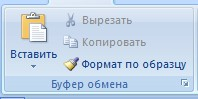 Вырезать
Копировать
Вставить
Формат по образцу
Буфер обмена